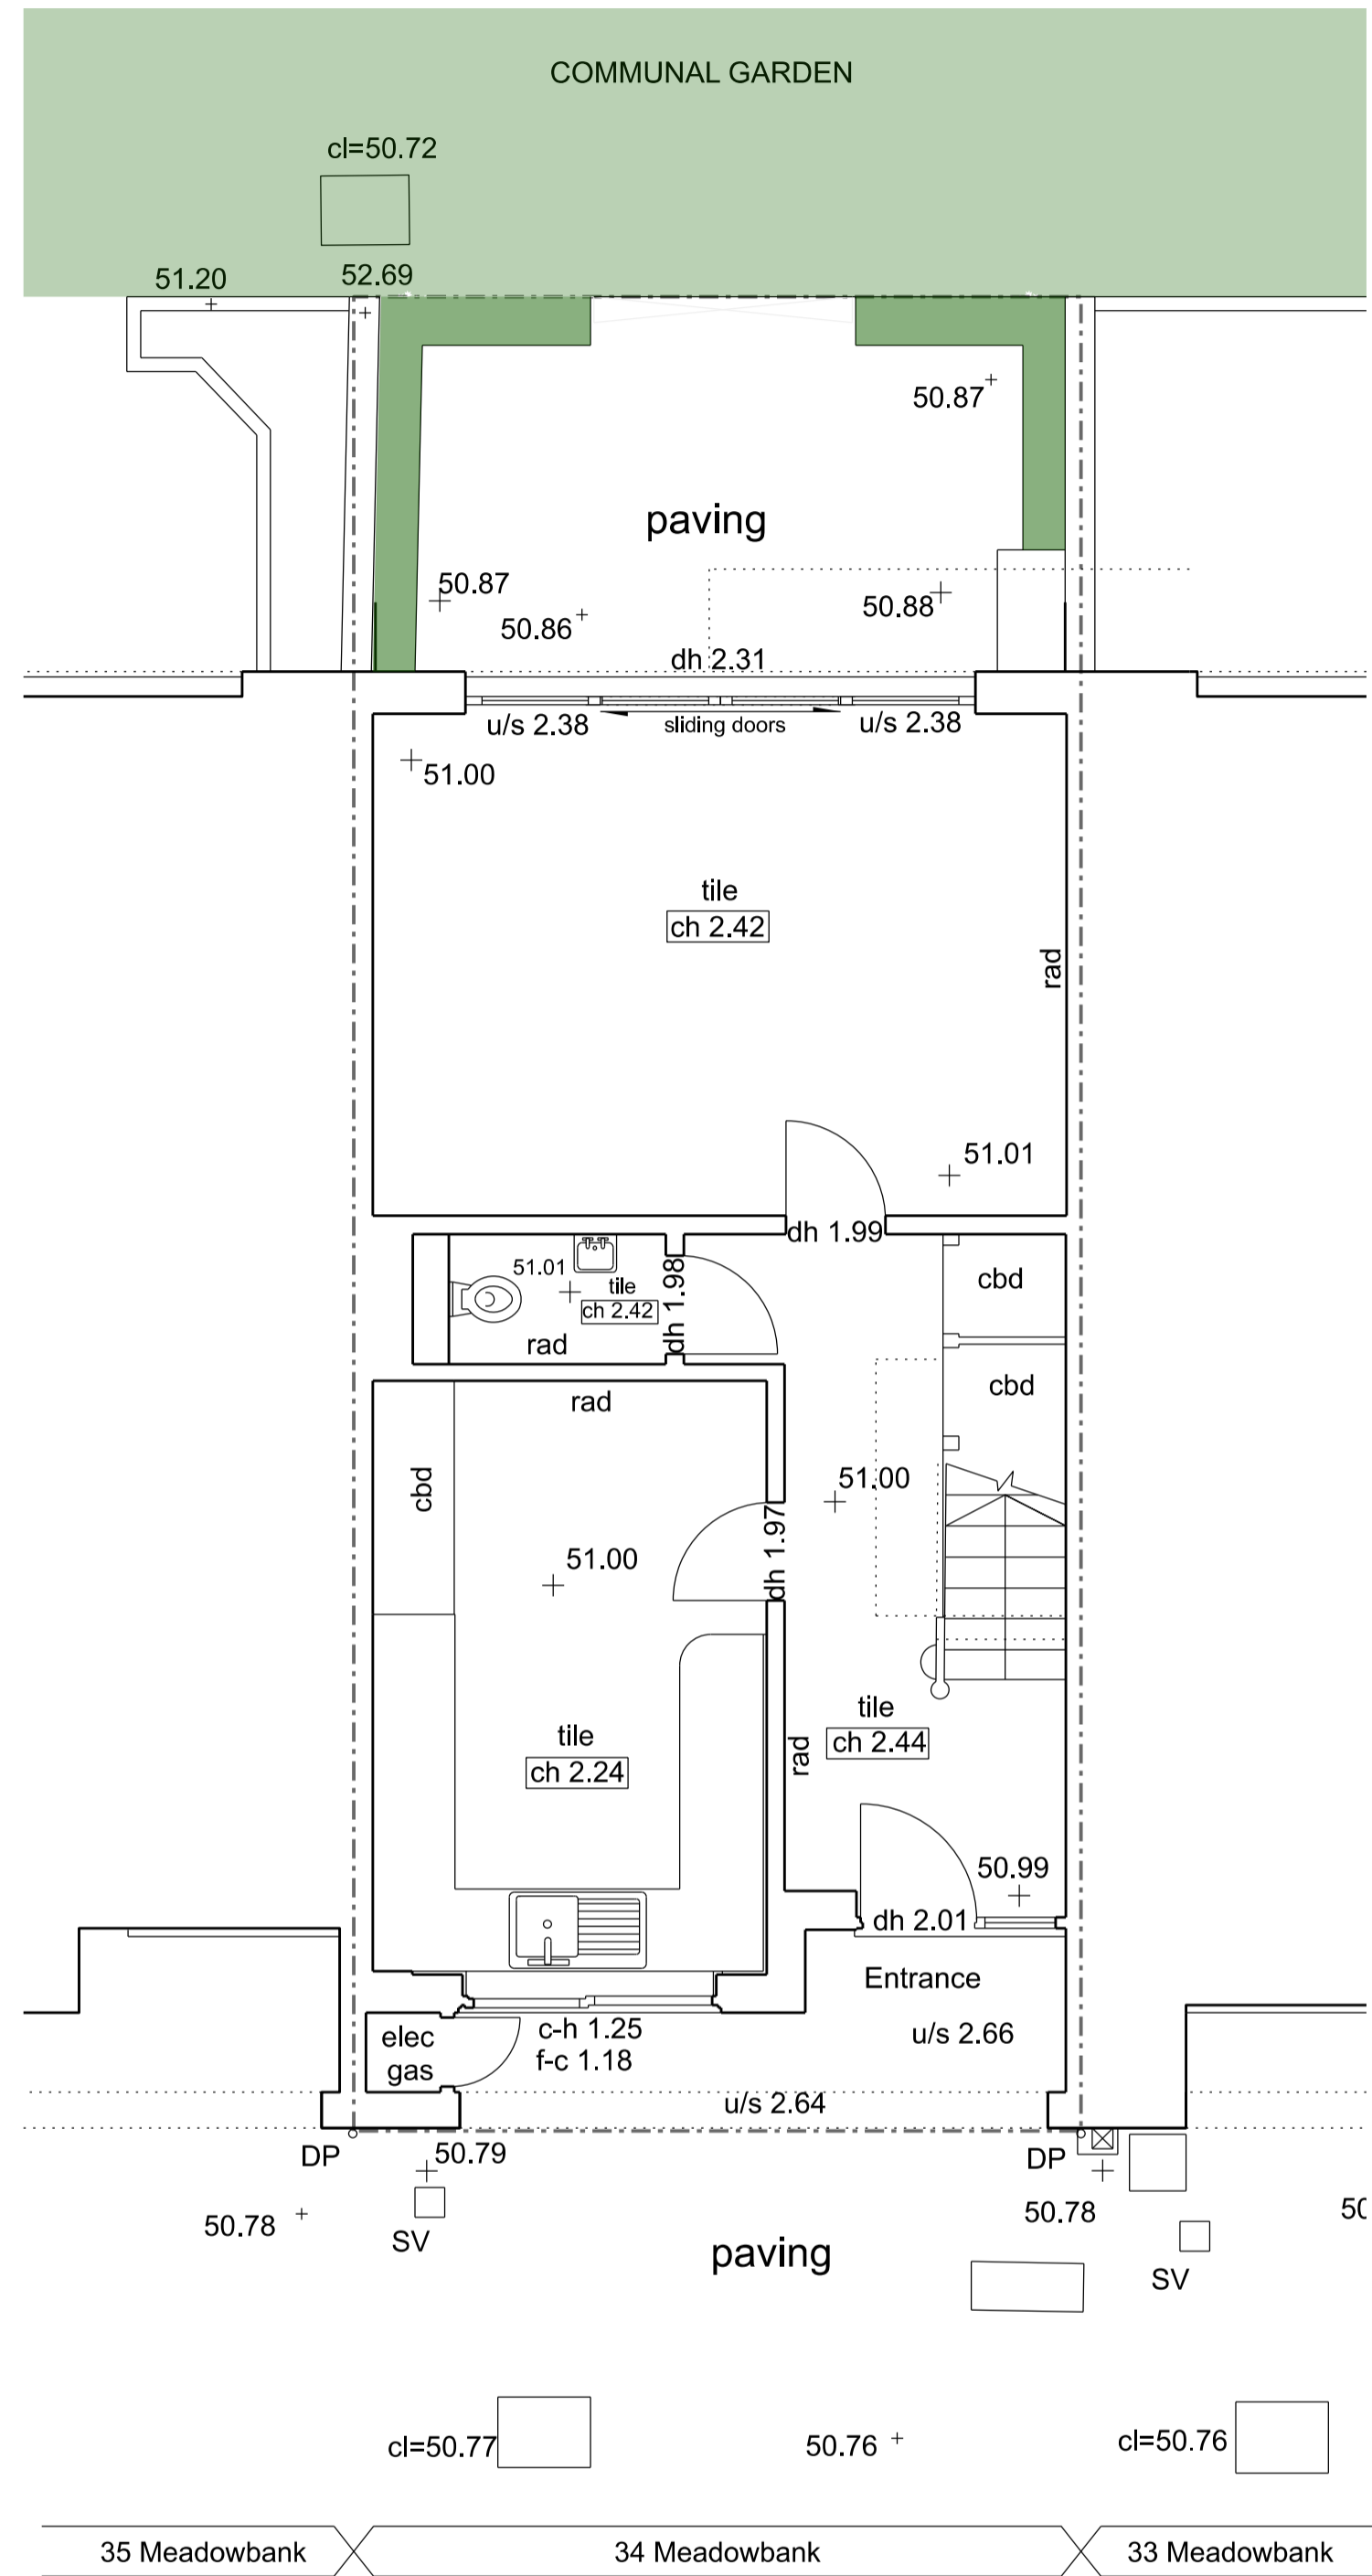 COMMUNAL GARDEN
cl=50.72
51.20
52.69
50.87
paving
50.87
50.86
50.88
dh 2.31
u/s 2.38
sliding doors
u/s 2.38
51.00
tile
ch 2.42
rad
51.01
dh 1.99
51.01
tile
ch 2.42
rad
dh 1.98
cbd
cbd
rad
cbd
51.00
51.00
dh 1.97
tile
ch 2.24
rad
tile
ch 2.44
50.99
dh 2.01
Entrance
u/s 2.66
elec
gas
c-h 1.25
f-c 1.18
u/s 2.64
DP
50.79
DP
50.78
SV
50.78
SV
paving
cl=50.77
50.76
cl=50.76
35 Meadowbank
34 Meadowbank
33 Meadowbank